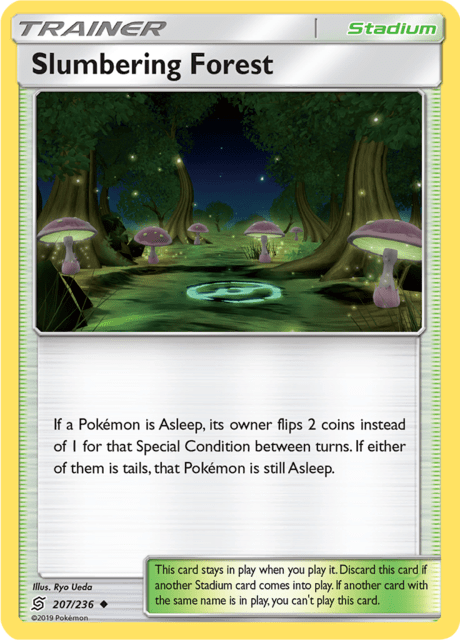 TRAINER Stadium
Slumbering Forest
If a Pokémon is Asleep, its owner flips 2 coins instead
of 1 for that Special Condition between turns. If either
of them is tails, that Pokémon is still Asleep.
This card stays in play when you play it. Discard this card if
another Stadium card comes into play. If another card with
the same name is in play, you can't play this card.
Illus. Ryo Ueda
207/236 ◆
©2019 Pokémon